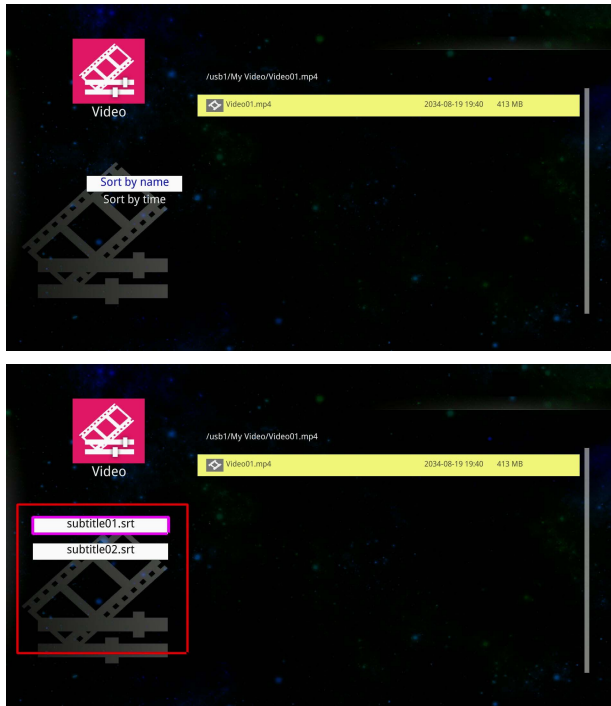 /usb1/My Video/Video01.mp4
Video
Video01.mp4 2034-08-19 19:40 413 MB
Sort by name
Sort by time
/usb1/My Video/Video01.mp4
Video
Video01.mp4 2034-08-19 19:40 413 MB
subtitle01.srt
subtitle02.srt